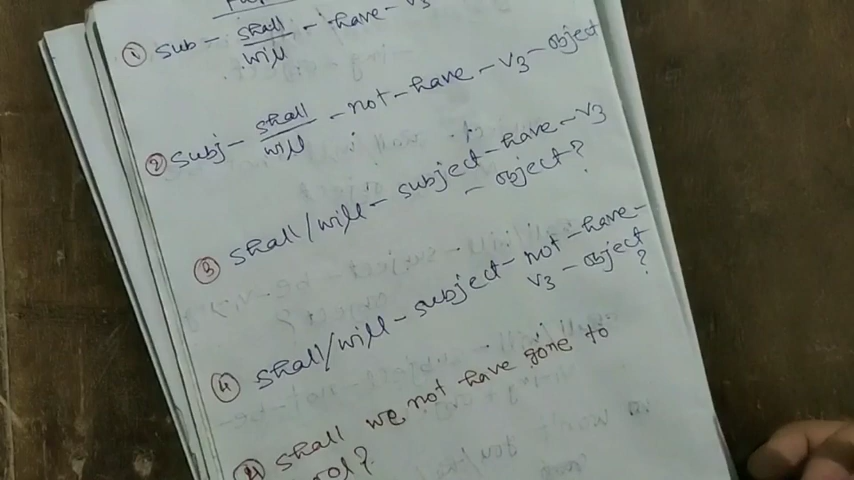 ① Sub - shall/will - have - V3
② Subj - shall/will - not - have - V3 - object
③ Shall/will - subject - have - V3
- object?
④ Shall/will - subject - not - have -
V3 - object
?
④ Shall we not have gone to